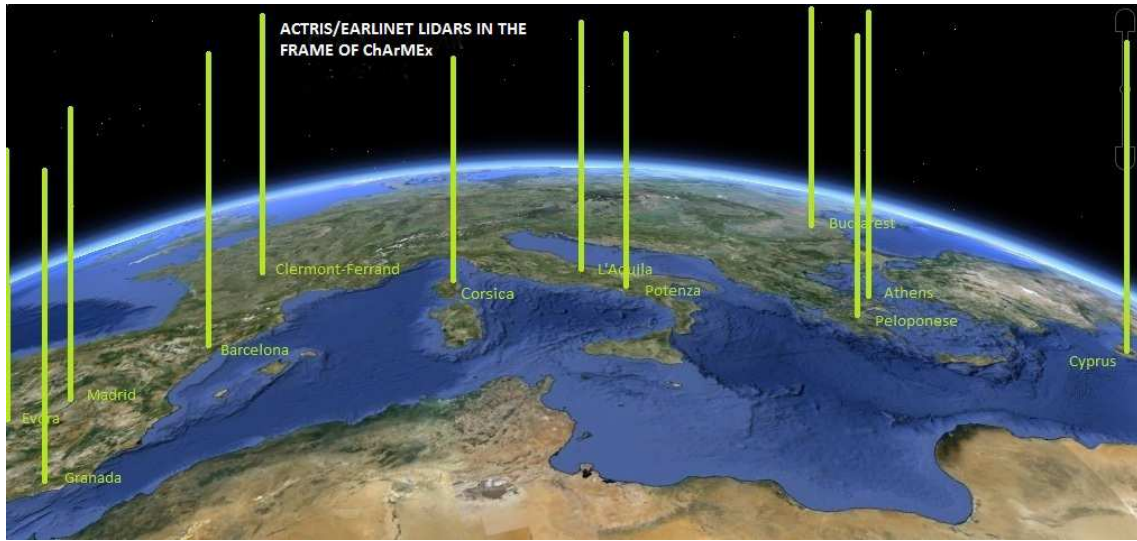 ACTRIS/EARLINET LIDARS IN THE
FRAME OF ChArMEx
Bucharest
Clermont-Ferrand
L'Aquila
Corsica
Potenza
Athens
Peloponese
Barcelona
Cyprus
Madrid
Evora
Granada